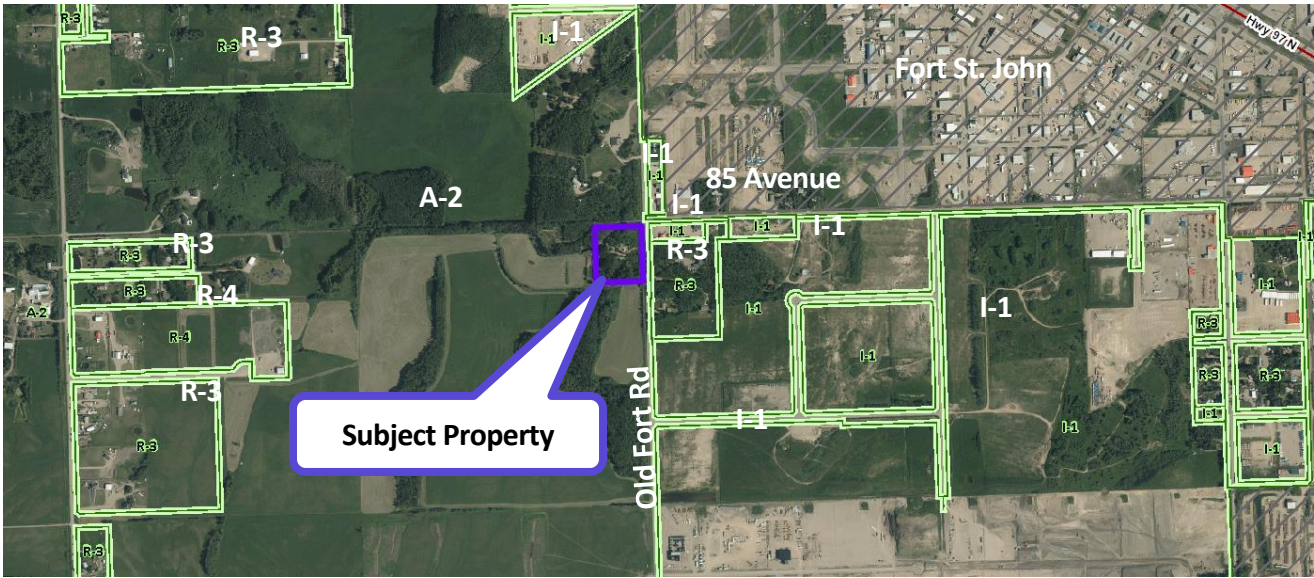 R-3
R-3
R-3
I-1
I-1
Hwy 97 N
Fort St. John
I-1
I-1
85 Avenue
A-2
I-1
I-1
I-1
I-1
R-3
R-3
R-3
R-3
I-1
I-1
I-1
I-1
R-3
R-4
A-2
R-4
R-3
I-1
R-3
R-3
R-3
I-1
I-1
I-1
Subject Property
Old Fort Rd
R-3
I-1
R-3